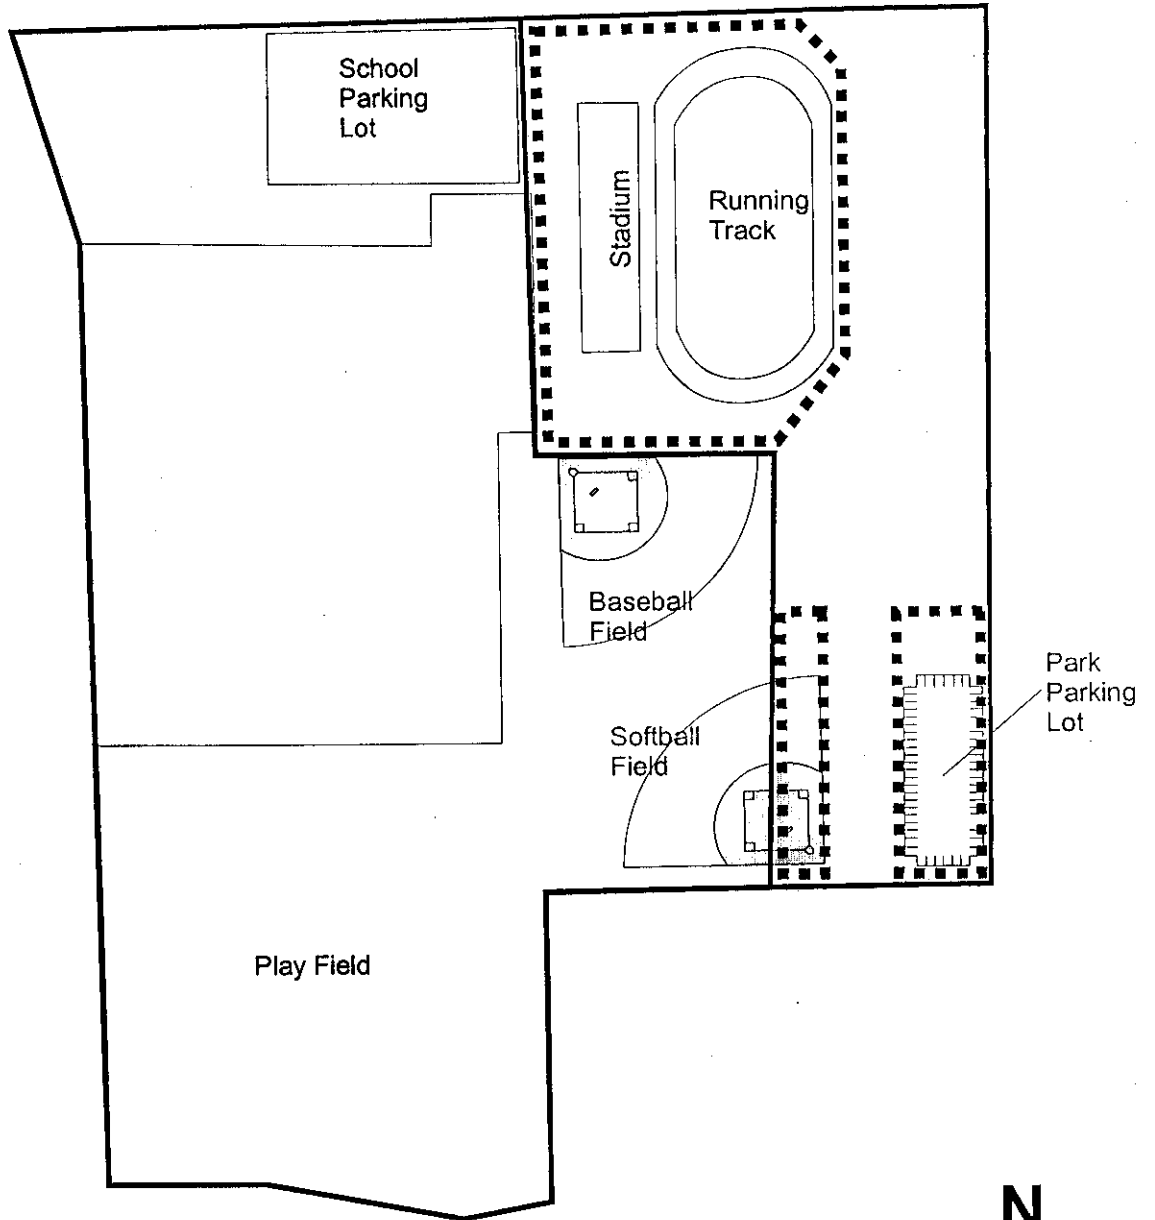 School
Parking
Lot
Stadium
Running
Track
Baseball
Field
Park
Parking
Lot
Softball
Field
Play Field
N